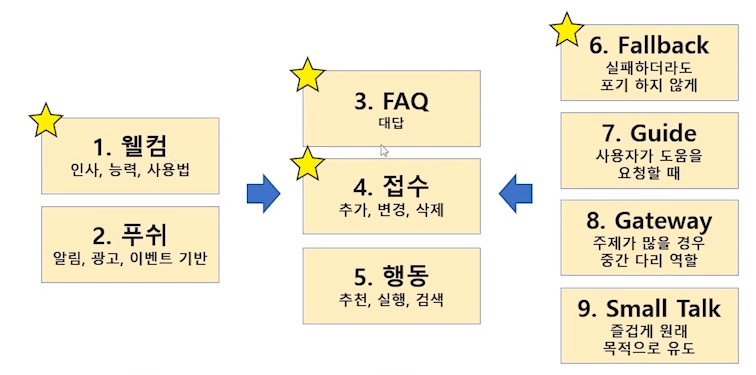 1. 웰컴
인사, 능력, 사용법
2. 푸쉬
알림, 광고, 이벤트 기반
3. FAQ
대답
4. 접수
추가, 변경, 삭제
5. 행동
추천, 실행, 검색
6. Fallback
실패하더라도
포기 하지 않게
7. Guide
사용자가 도움을
요청할 때
8. Gateway
주제가 많을 경우
중간 다리 역할
9. Small Talk
즐겁게 원래
목적으로 유도